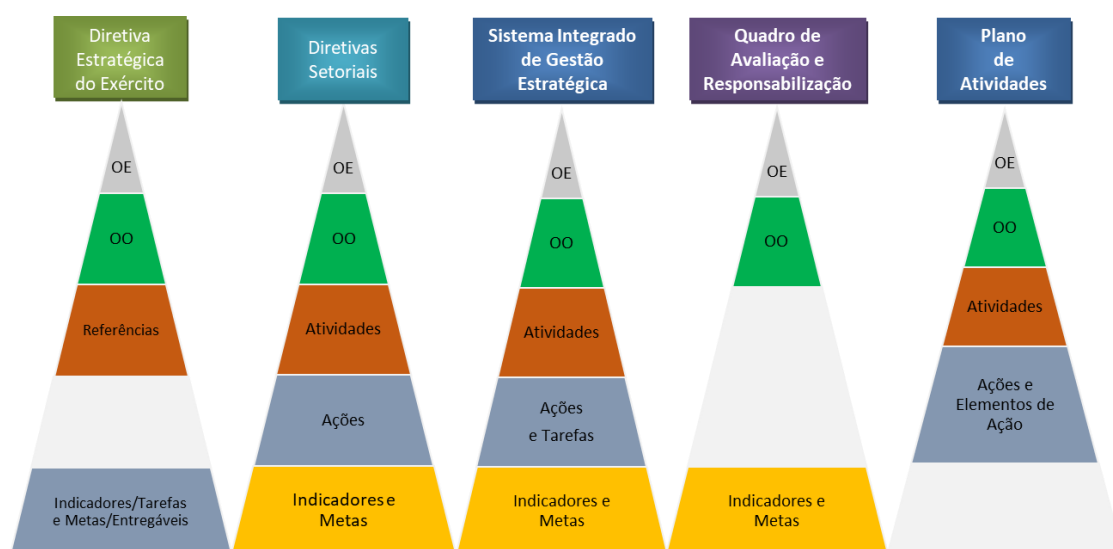 Diretiva
Estratégica
do Exército
OE
OO
Referências
Indicadores/Tarefas
e Metas/Entregáveis
Diretivas
Setoriais
OE
OO
Atividades
Ações
Indicadores e
Metas
Sistema Integrado
de Gestão
Estratégica
OE
OO
Atividades
Ações
e Tarefas
Indicadores e
Metas
Quadro de
Avaliação e
Responsabilização
OE
OO
Indicadores e
Metas
Plano
de
Atividades
OE
OO
Atividades
Ações e
Elementos de
Ação